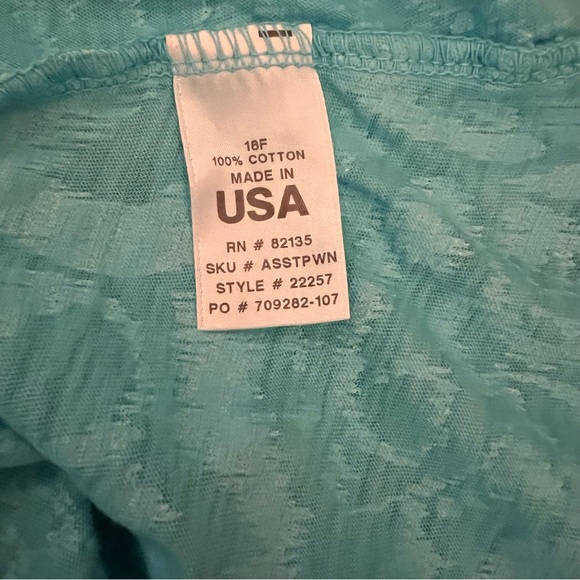 18F
100% COTTON
MADE IN
USA
RN # 82135
SKU # ASSTPWN
STYLE # 22257
PO # 709282-107